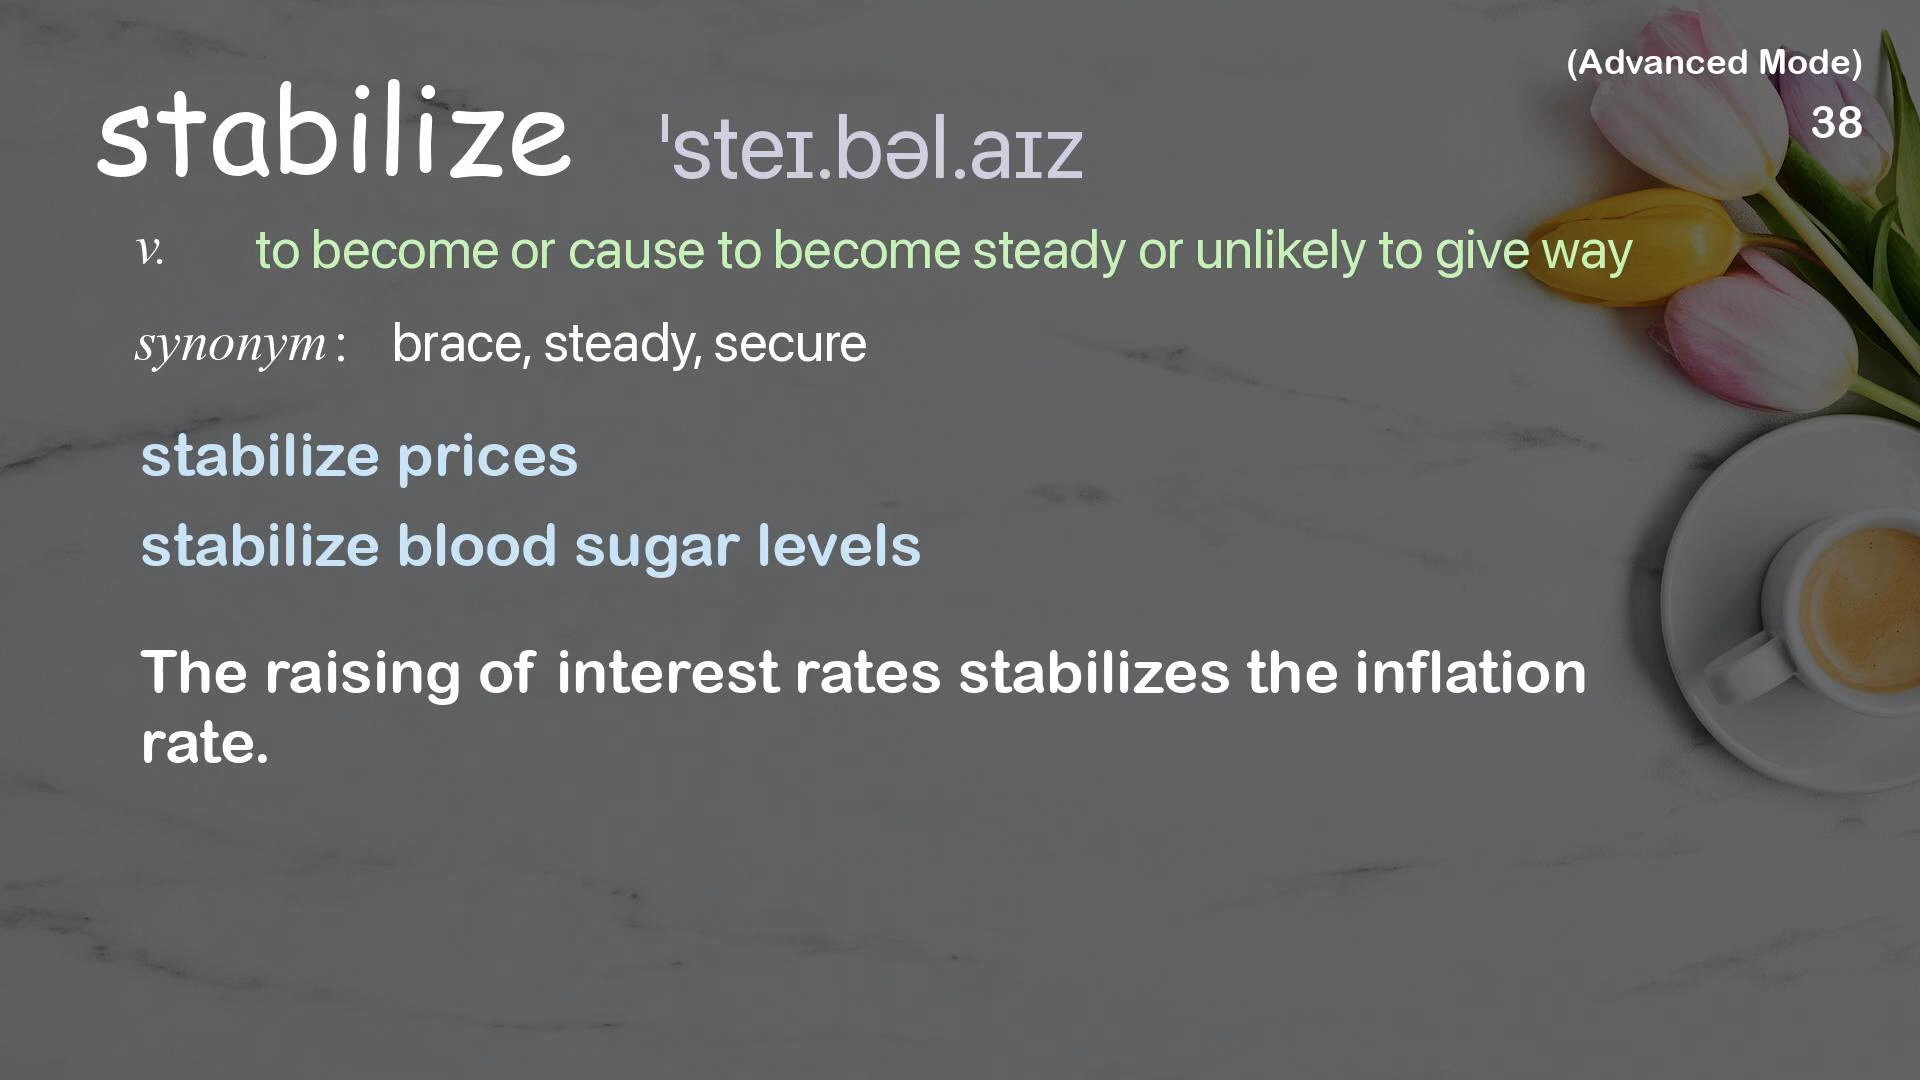 (Advanced Mode)
38
stabilize ˈsteɪ.bəl.aɪz
v. to become or cause to become steady or unlikely to give way
synonym: brace, steady, secure
stabilize prices
stabilize blood sugar levels
The raising of interest rates stabilizes the inflation
rate.